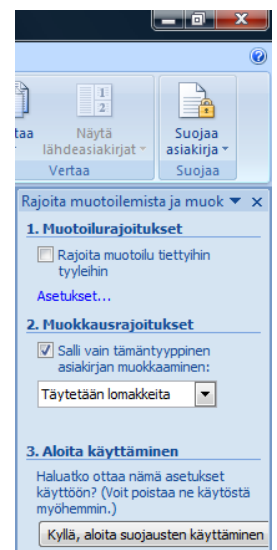 taa
Näytä
lähdeasiakirjat
Suojaa
asiakirja
Vertaa
Suojaa
Rajoita muotoilemista ja muok
1. Muotoilurajoitukset
Rajoita muotoilu tiettyihin
tyyleihin
Asetukset...
2. Muokkausrajoitukset
Salli vain tämäntyyppinen
asiakirjan muokkaaminen:
Täytetään lomakkeita
3. Aloita käyttäminen
Haluatko ottaa nämä asetukset
käyttöön? (Voit poistaa ne käytöstä
myöhemmin.)
Kyllä, aloita suojausten käyttäminen